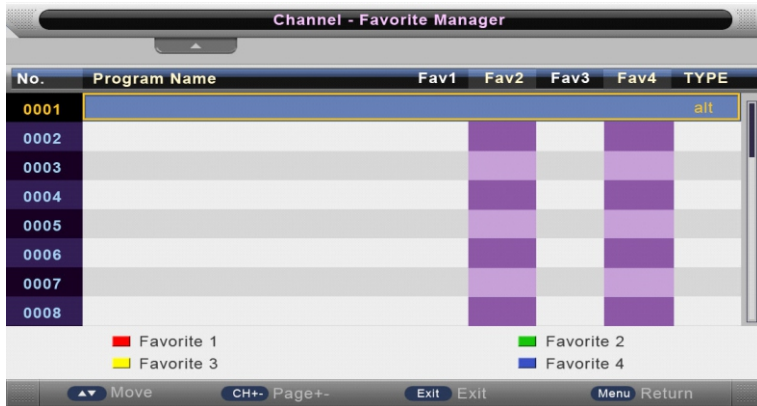 Channel - Favorite Manager
No. Program Name Fav1 Fav2 Fav3 Fav4 TYPE
0001 alt
0002
0003
0004
0005
0006
0007
0008
Favorite 1 Favorite 2
Favorite 3 Favorite 4
Move CH+- Page+- Exit Exit Menu Return